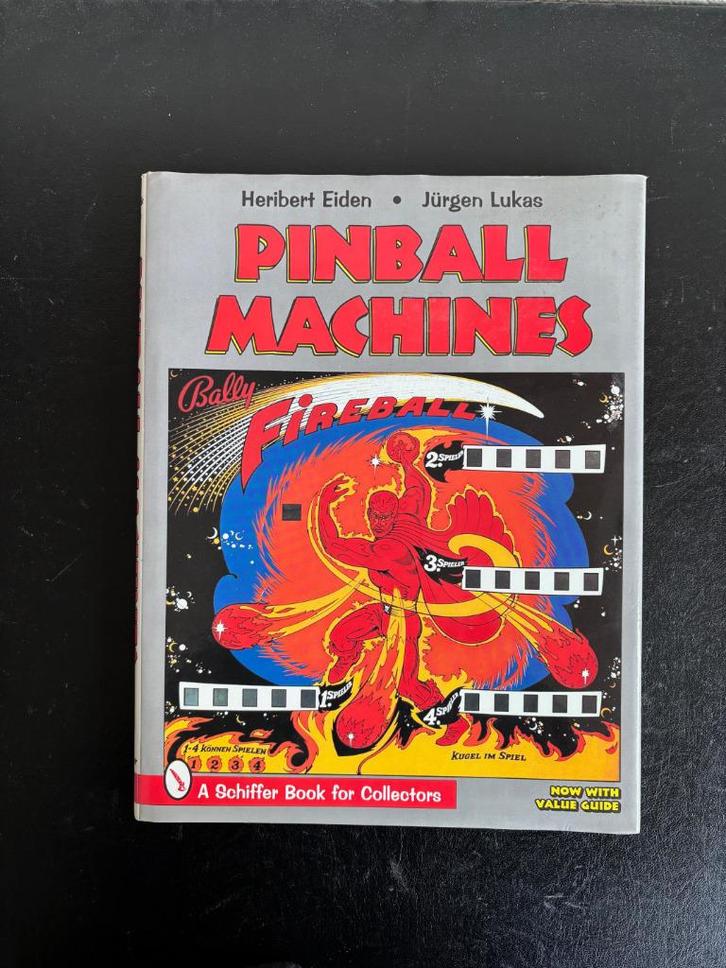 Heribert Eiden • Jürgen Lukas
PINBALL
MACHINES
Bally
FIREBALL
2. SPIELER
3. SPIELER
1. SPIELER
4. SPIELER
1-4 KÖNNEN SPIELEN
1 2 3 4
KUGEL IM SPIEL
A Schiffer Book for Collectors
NOW WITH
VALUE GUIDE